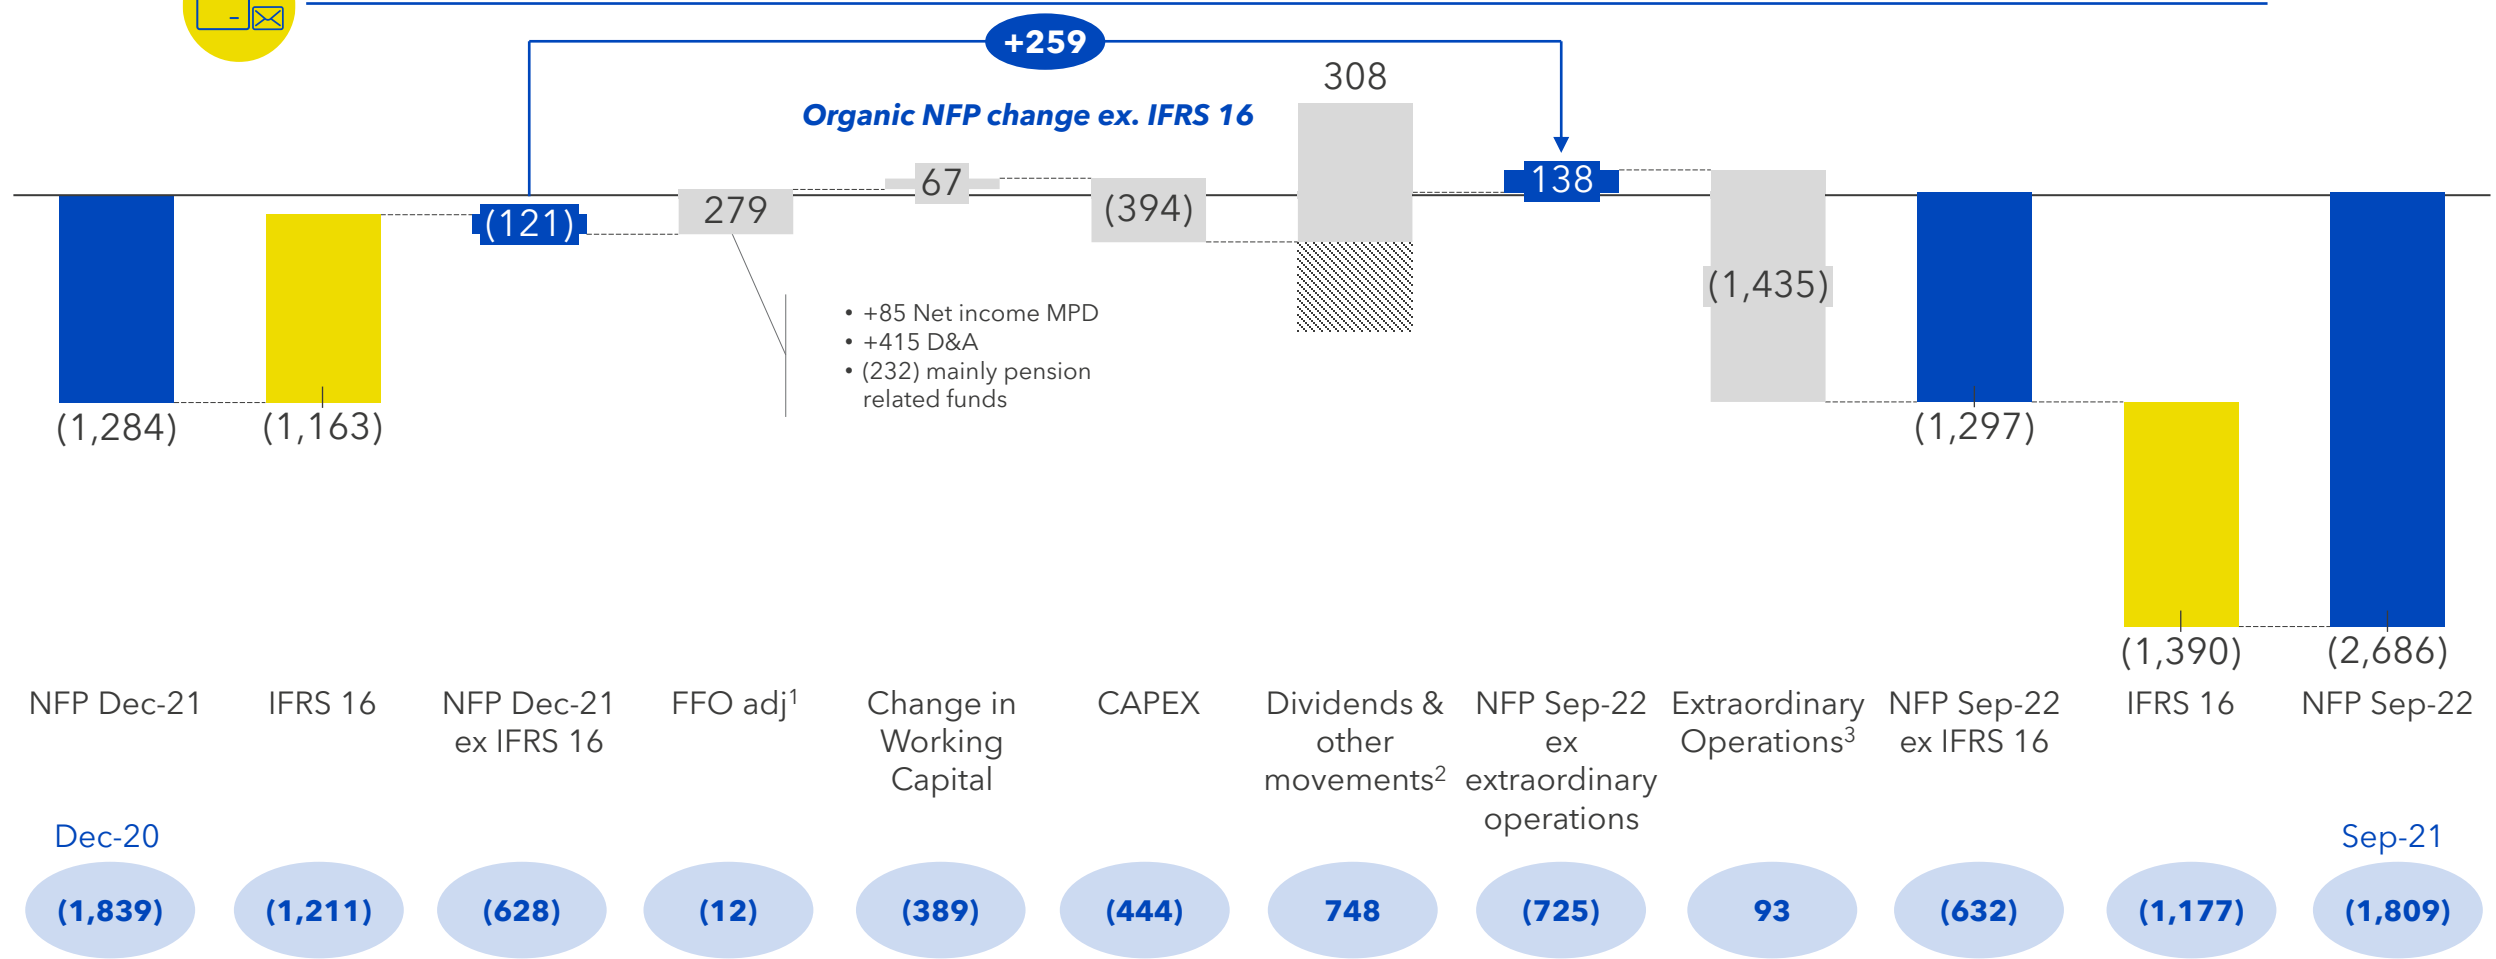 +259
308
Organic NFP change ex. IFRS 16
(121)
279
67
(394)
138
(1,435)
• +85 Net income MPD
• +415 D&A
• (232) mainly pension
related funds
(1,284)
(1,163)
(1,297)
(1,390)
(2,686)
NFP Dec-21
IFRS 16
NFP Dec-21
ex IFRS 16
FFO adj1
Change in
Working
Capital
CAPEX
Dividends &
other
movements2
NFP Sep-22
ex
extraordinary
operations
Extraordinary
Operations3
NFP Sep-22
ex IFRS 16
IFRS 16
NFP Sep-22
Dec-20
Sep-21
(1,839)
(1,211)
(628)
(12)
(389)
(444)
748
(725)
93
(632)
(1,177)
(1,809)